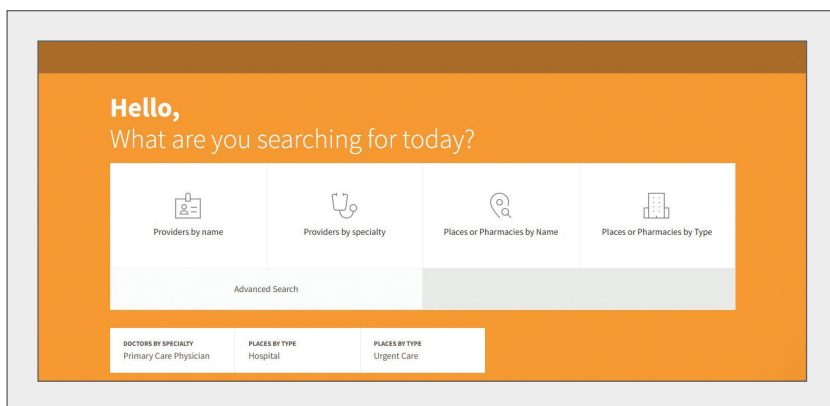 Hello,
What are you searching for today?
Providers by name
Providers by specialty
Places or Pharmacies by Name
Places or Pharmacies by Type
Advanced Search
DOCTORS BY SPECIALTY
Primary Care Physician
PLACES BY TYPE
Hospital
PLACES BY TYPE
Urgent Care